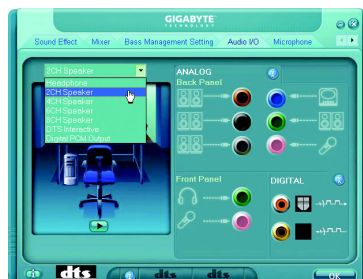 GIGABYTE
TECHNOLOGY
Sound Effect Mixer Bass Management Setting Audio I/O Microphone
2CH Speaker
Headphone
2CH Speaker
4CH Speaker
6CH Speaker
8CH Speaker
DTS Interactive
Digital PCM Output
ANALOG
Back Panel
Front Panel
DIGITAL
dts
dts
dts
OK